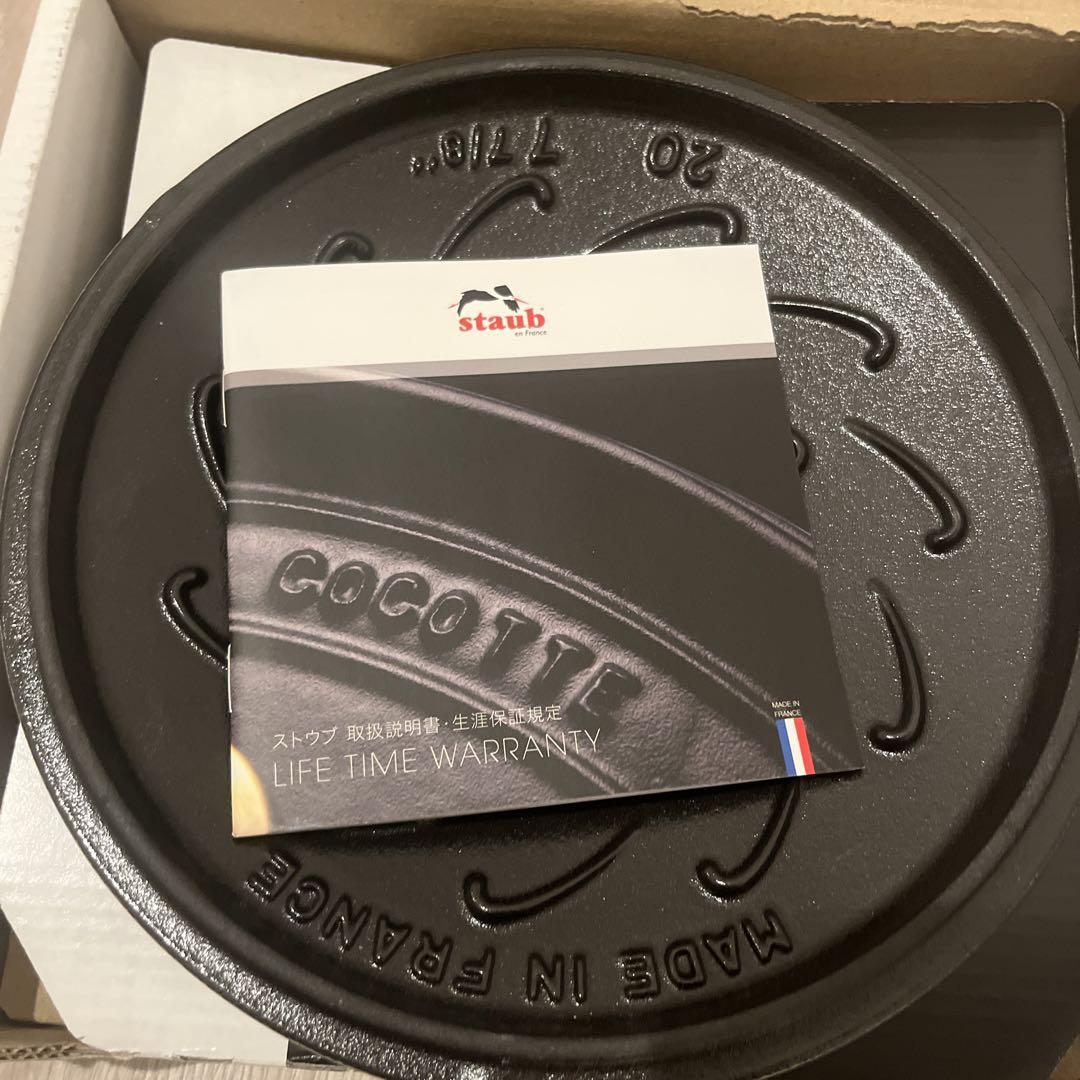 20
7 7/8"
staub
en France
COCOTTE
ストウブ 取扱説明書・生涯保証規定
LIFE TIME WARRANTY
MADE IN
FRANCE
MADE IN FRANCE